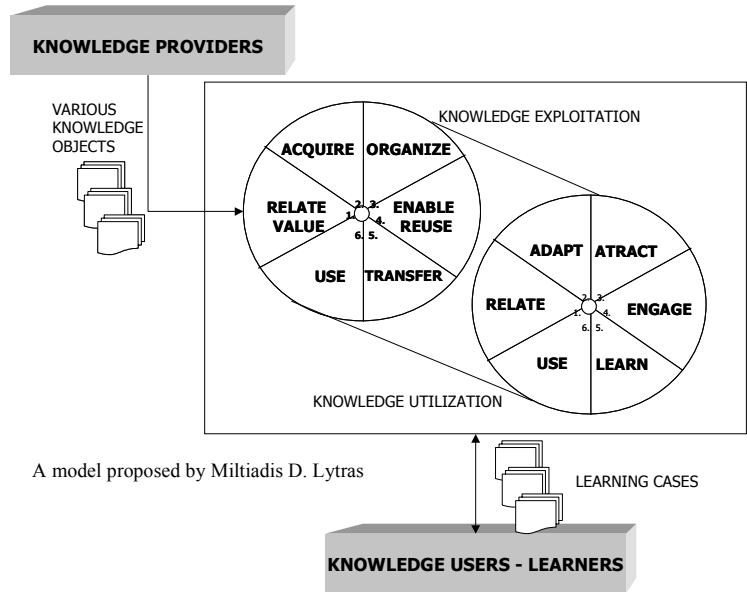 KNOWLEDGE PROVIDERS
VARIOUS
KNOWLEDGE
OBJECTS
KNOWLEDGE EXPLOITATION
ACQUIRE
ORGANIZE
RELATE
VALUE
ENABLE
REUSE
USE
TRANSFER
1.
2.
3.
4.
5.
6.
ADAPT
ATRACT
RELATE
ENGAGE
USE
LEARN
1.
2.
3.
4.
5.
6.
KNOWLEDGE UTILIZATION
A model proposed by Miltiadis D. Lytras
LEARNING CASES
KNOWLEDGE USERS - LEARNERS